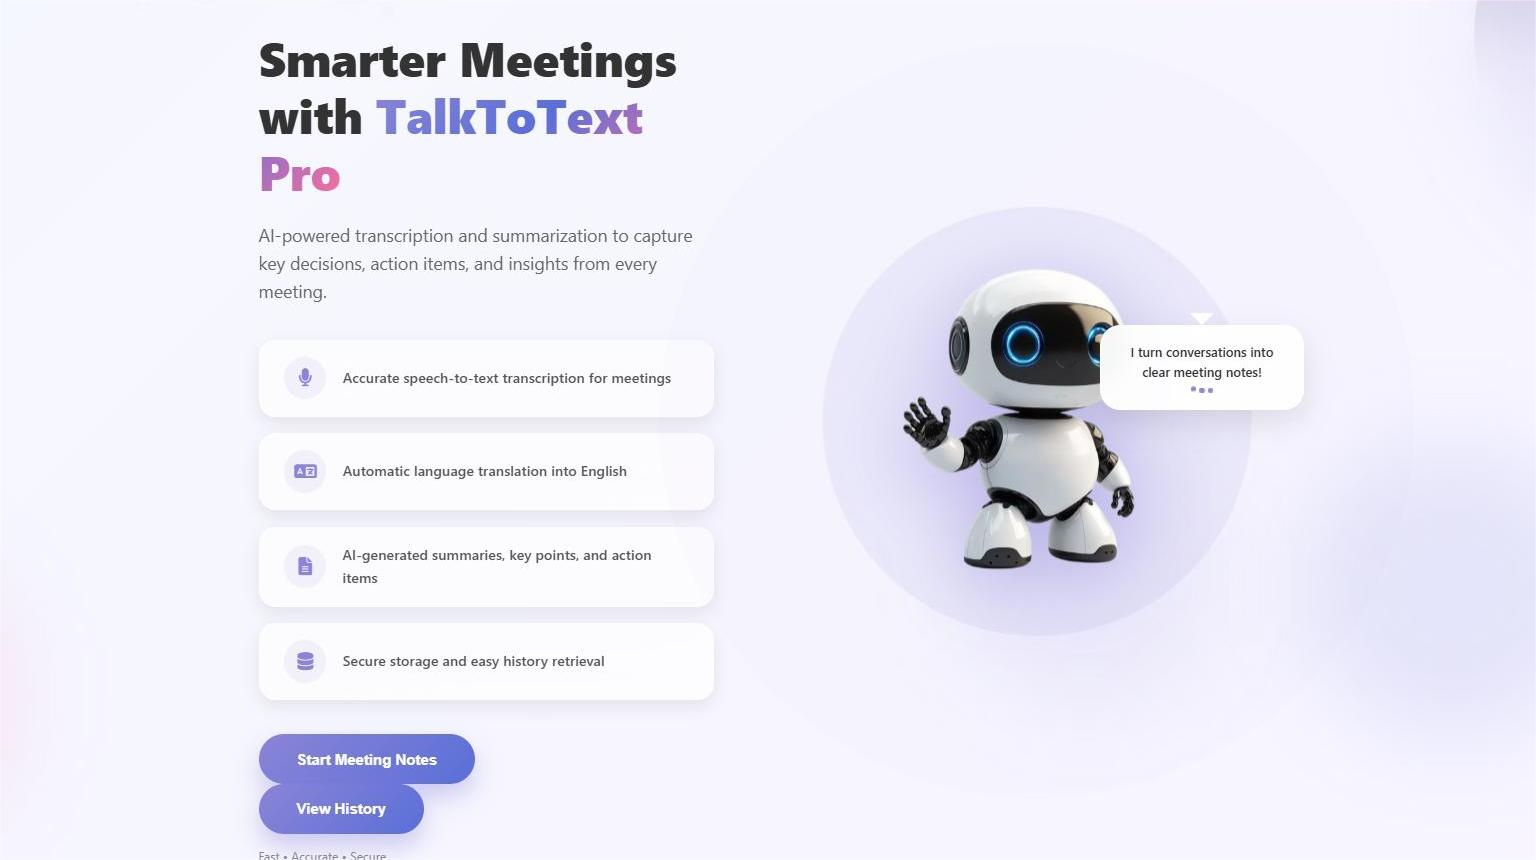 Smarter Meetings
with TalkToText
Pro
AI-powered transcription and summarization to capture
key decisions, action items, and insights from every
meeting.
Accurate speech-to-text transcription for meetings
Automatic language translation into English
AI-generated summaries, key points, and action
items
Secure storage and easy history retrieval
Start Meeting Notes
View History
Fast • Accurate • Secure
I turn conversations into
clear meeting notes!